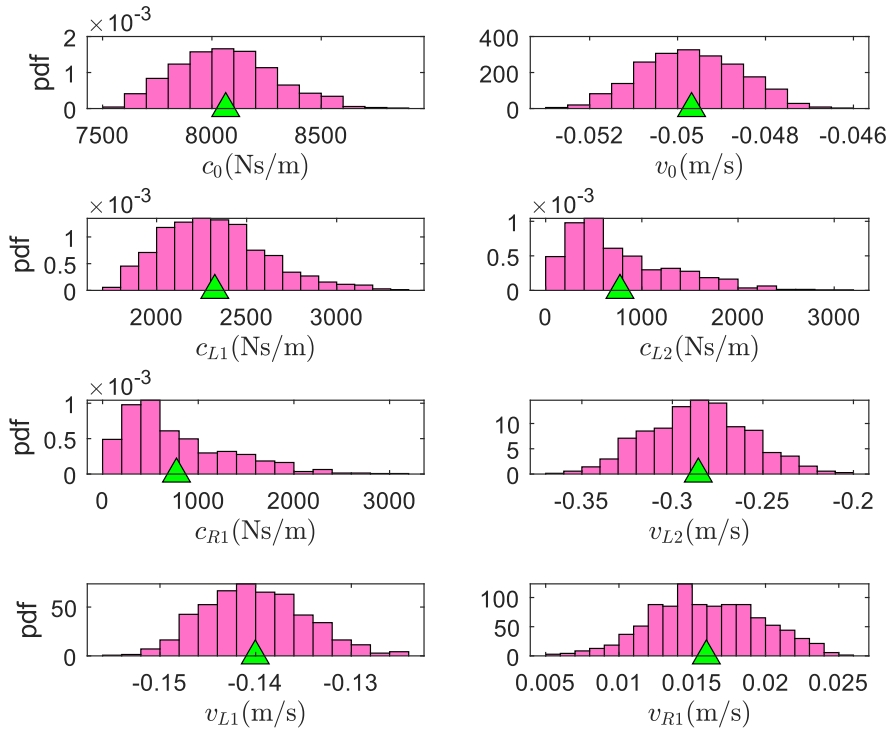 ×10⁻³
pdf
2
1
0
7500 8000 8500
c₀(Ns/m)
400
200
0
-0.052 -0.05 -0.048 -0.046
v₀(m/s)
×10⁻³
pdf
1
0.5
0
2000 2500 3000
c_{L1}(Ns/m)
×10⁻³
1
0.5
0
0 1000 2000 3000
c_{L2}(Ns/m)
×10⁻³
pdf
1
0.5
0
0 1000 2000 3000
c_{R1}(Ns/m)
10
5
0
-0.35 -0.3 -0.25 -0.2
v_{L2}(m/s)
pdf
50
0
-0.15 -0.14 -0.13
v_{L1}(m/s)
100
50
0
0.005 0.01 0.015 0.02 0.025
v_{R1}(m/s)